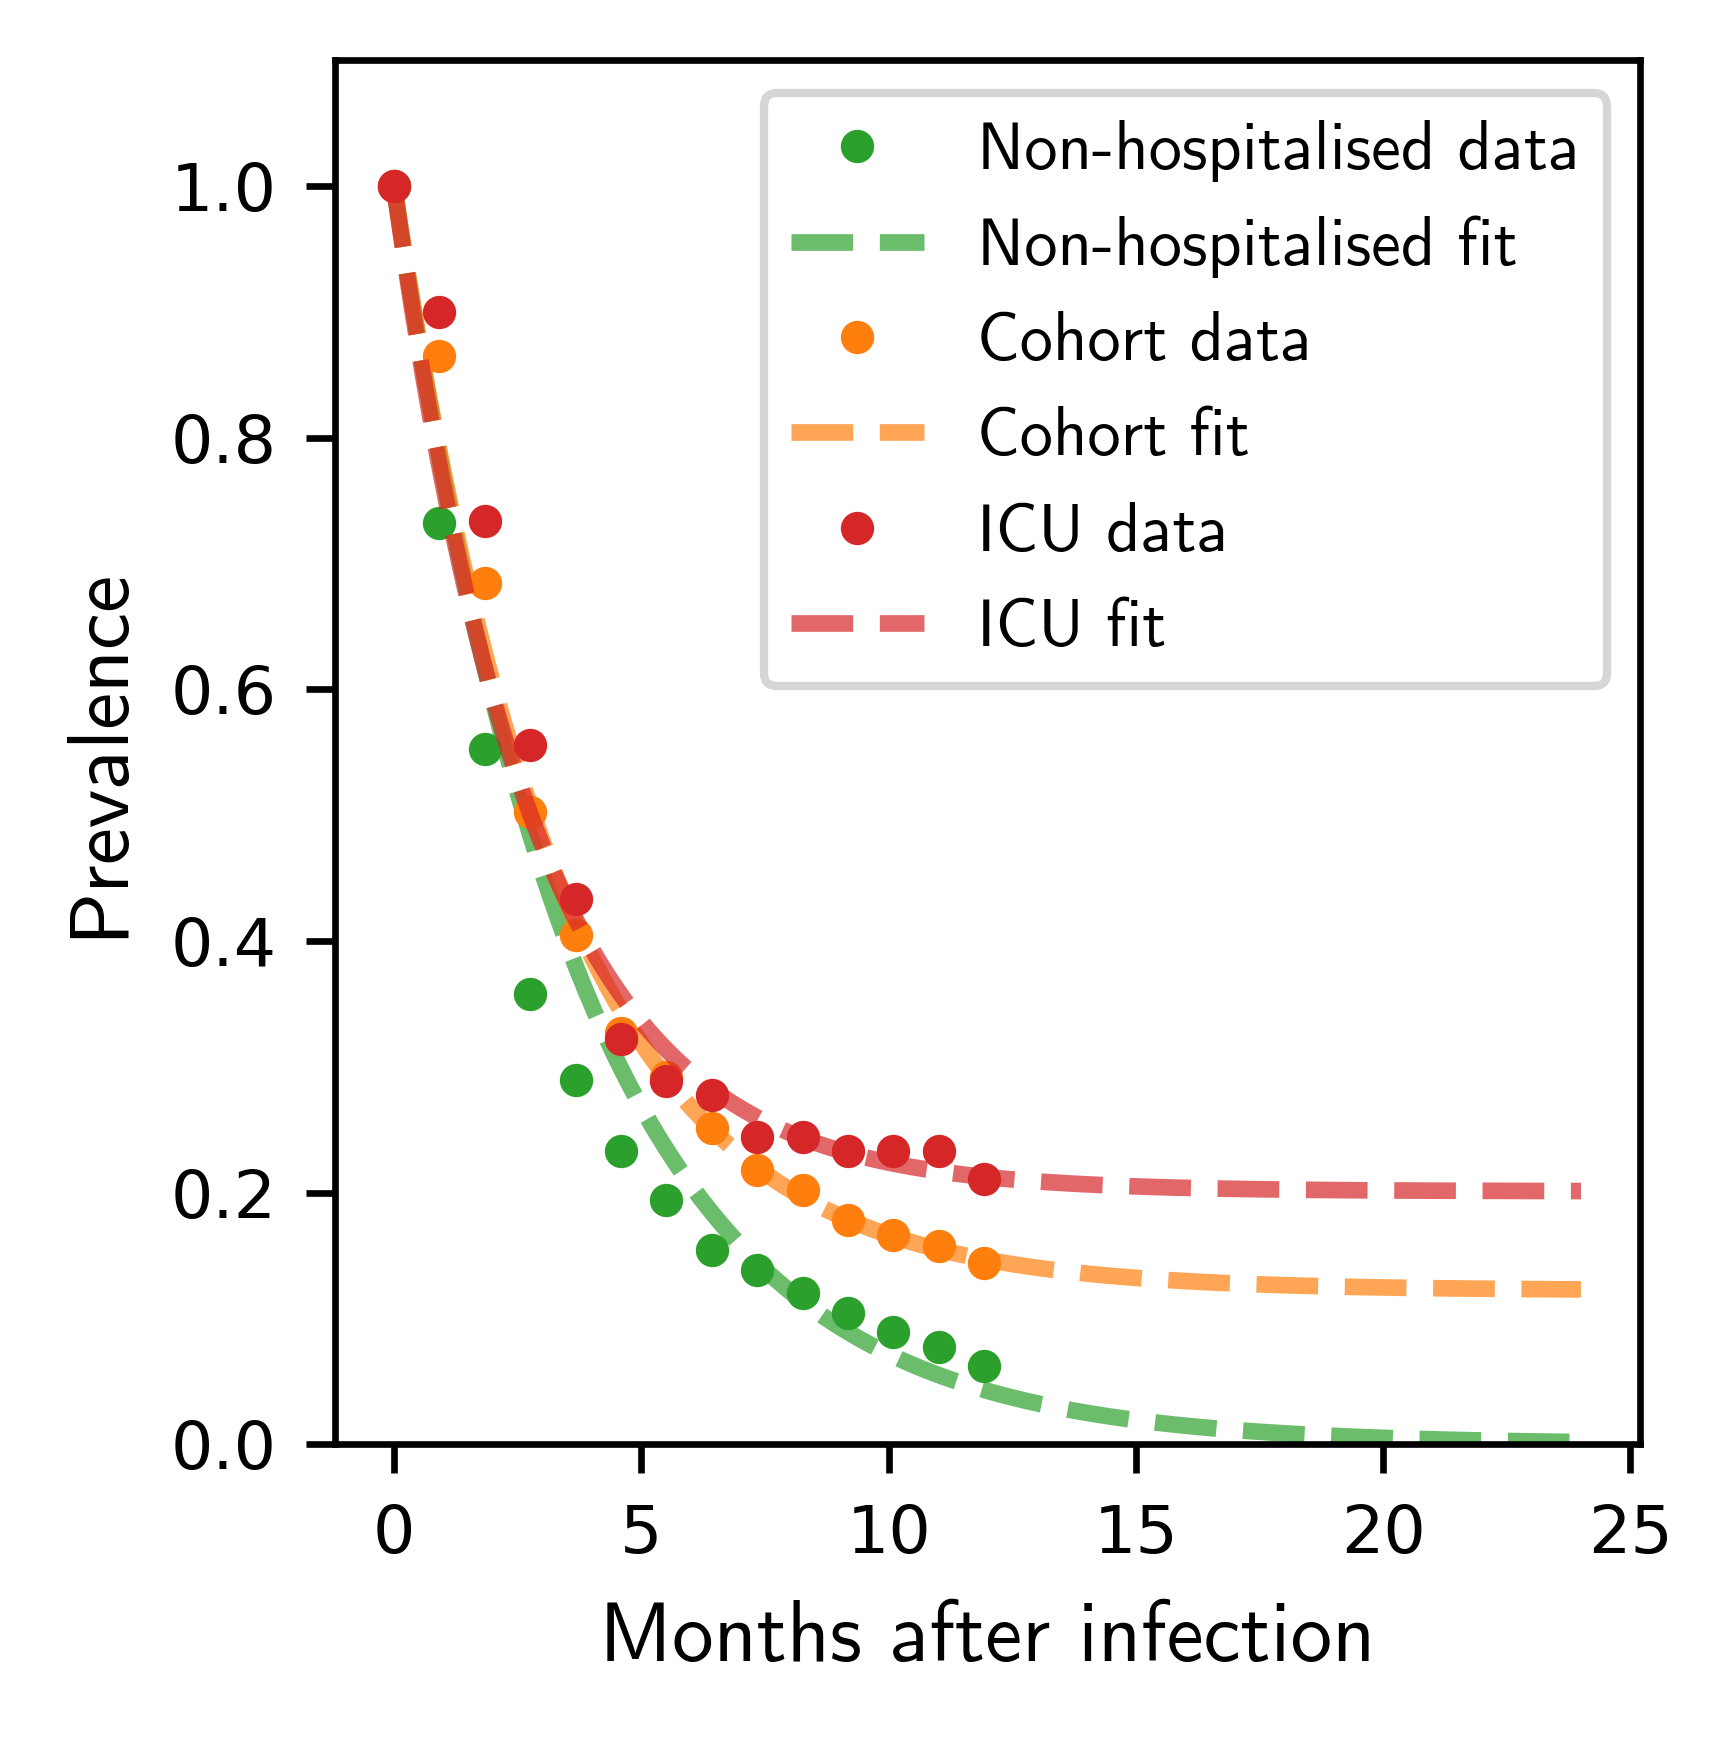 Non-hospitalised data
Non-hospitalised fit
Cohort data
Cohort fit
ICU data
ICU fit
1.0
0.8
0.6
0.4
0.2
0.0
Prevalence
0 5 10 15 20 25
Months after infection